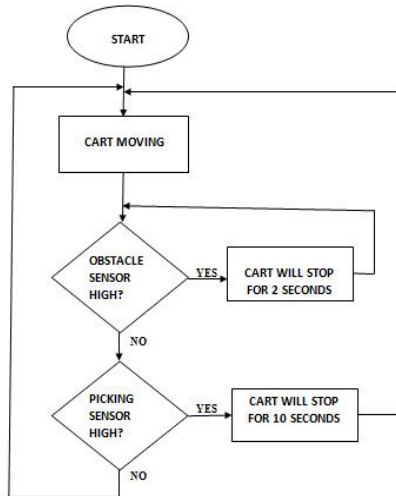 START
CART MOVING
OBSTACLE
SENSOR
HIGH?
YES
CART WILL STOP
FOR 2 SECONDS
NO
PICKING
SENSOR
HIGH?
YES
CART WILL STOP
FOR 10 SECONDS
NO